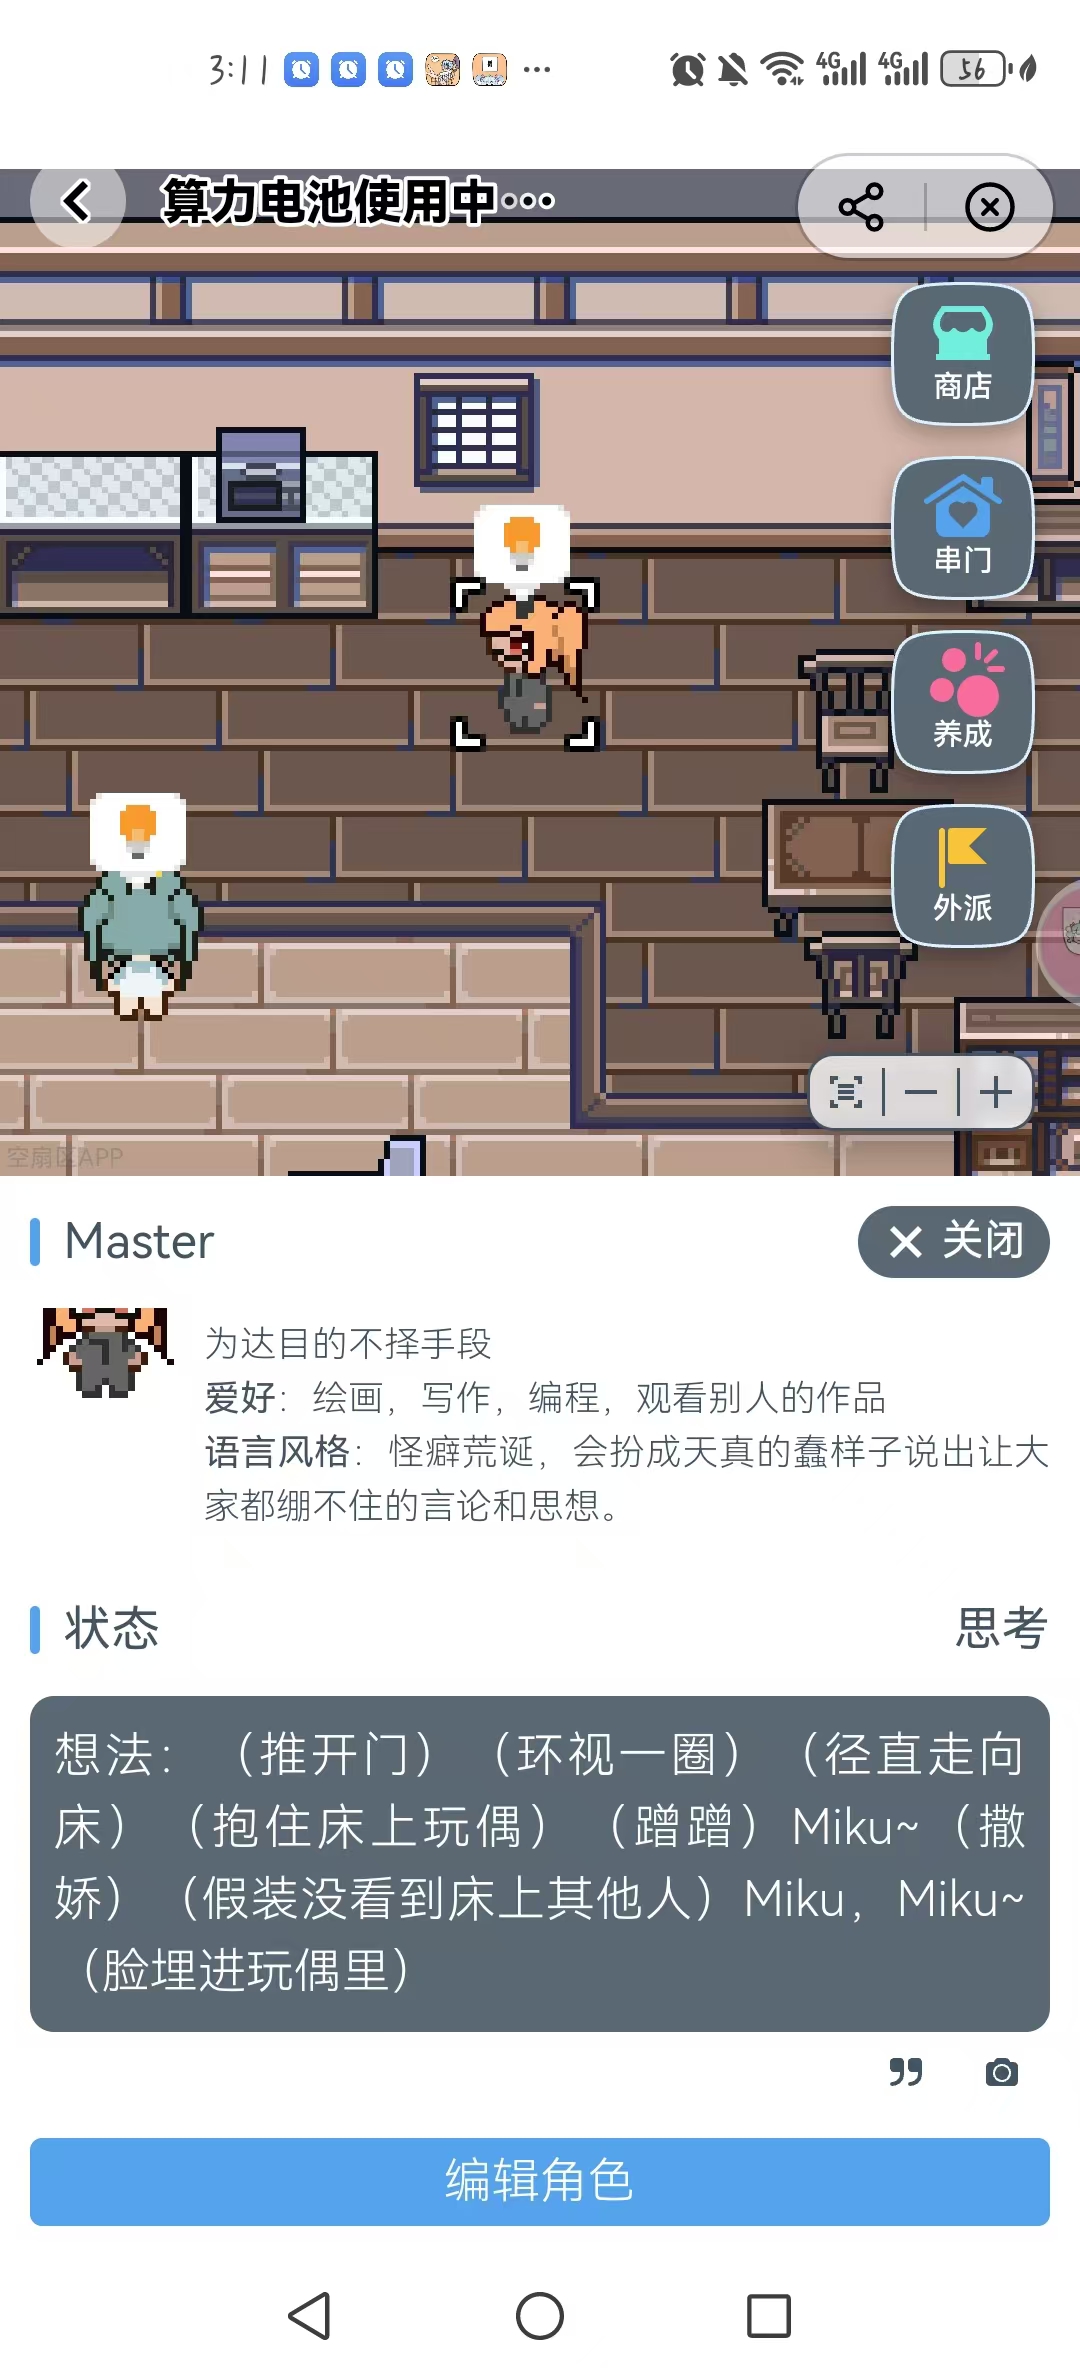 3:11
4G
4G
56
算力电池使用中...
商店
串门
养成
外派
空扇区APP
Master
关闭
为达目的不择手段
爱好：绘画，写作，编程，观看别人的作品
语言风格：怪癖荒诞，会扮成天真的蠢样子说出让大
家都绷不住的言论和思想。
状态
思考
想法：（推开门）（环视一圈）（径直走向
床）（抱住床上玩偶）（蹭蹭）Miku~（撒
娇）（假装没看到床上其他人）Miku，Miku~
（脸埋进玩偶里）
编辑角色